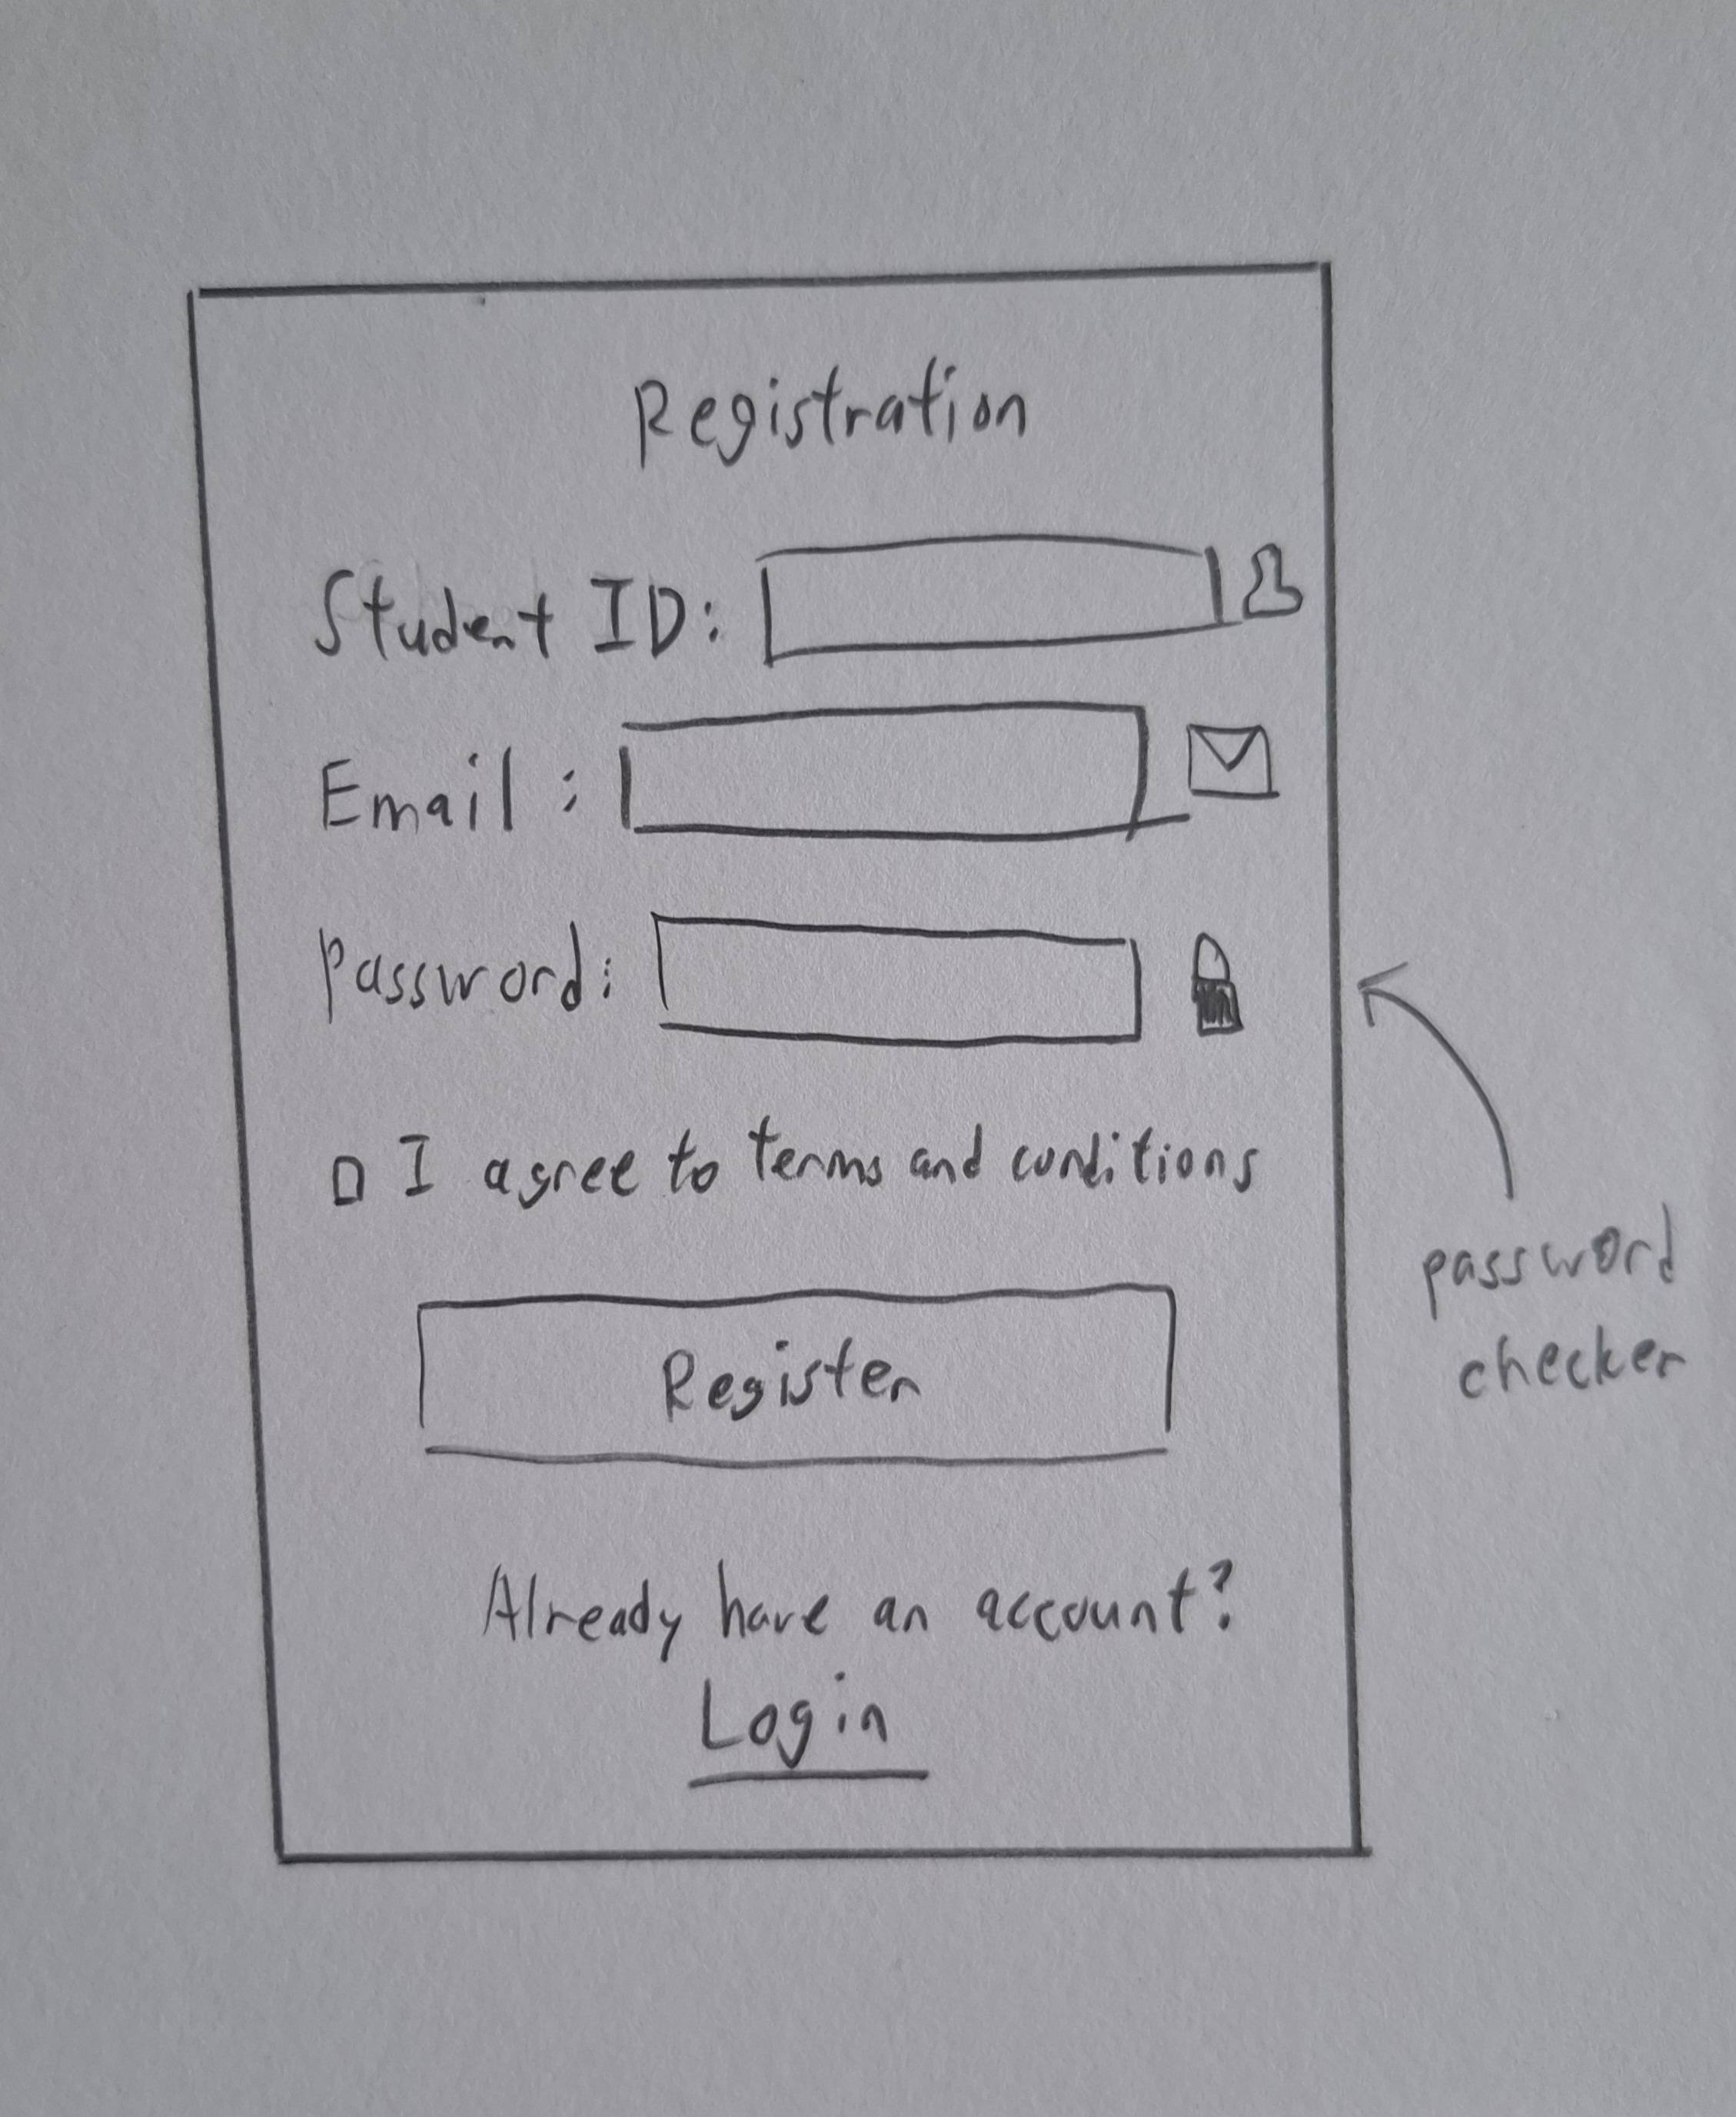 Registration
Student ID:
Email :
Password:
I agree to terms and conditions
password
checker
Register
Already have an account?
Login